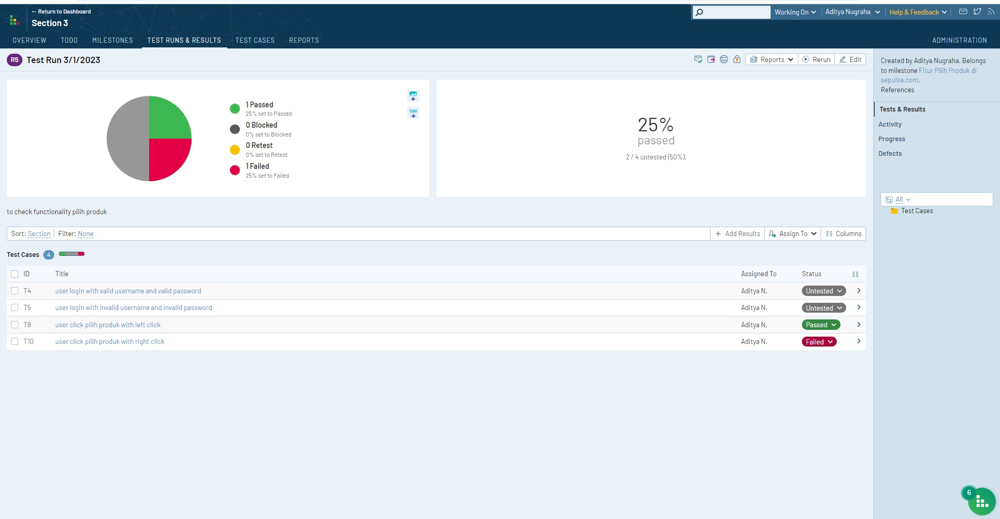 ← Return to Dashboard
Section 3
Working On
Aditya Nugraha
Help & Feedback
OVERVIEW TODO MILESTONES TEST RUNS & RESULTS TEST CASES REPORTS ADMINISTRATION
R5 Test Run 3/1/2023
Reports
Rerun
Edit
1 Passed
25% set to Passed
0 Blocked
0% set to Blocked
0 Retest
0% set to Retest
1 Failed
25% set to Failed
CSV
25%
passed
2 / 4 untested (50%).
to check functionality pilih produk
Sort: Section Filter: None
Add Results Assign To Columns
Test Cases 4
ID Title Assigned To Status
T4 user login with valid username and valid password Aditya N. Untested
T5 user login with invalid username and invalid password Aditya N. Untested
T8 user click pilih produk with left click Aditya N. Passed
T10 user click pilih produk with right click Aditya N. Failed
Created by Aditya Nugraha. Belongs
to milestone Fitur Pilih Produk di
sepulsa.com.
References
Tests & Results
Activity
Progress
Defects
All
Test Cases
6